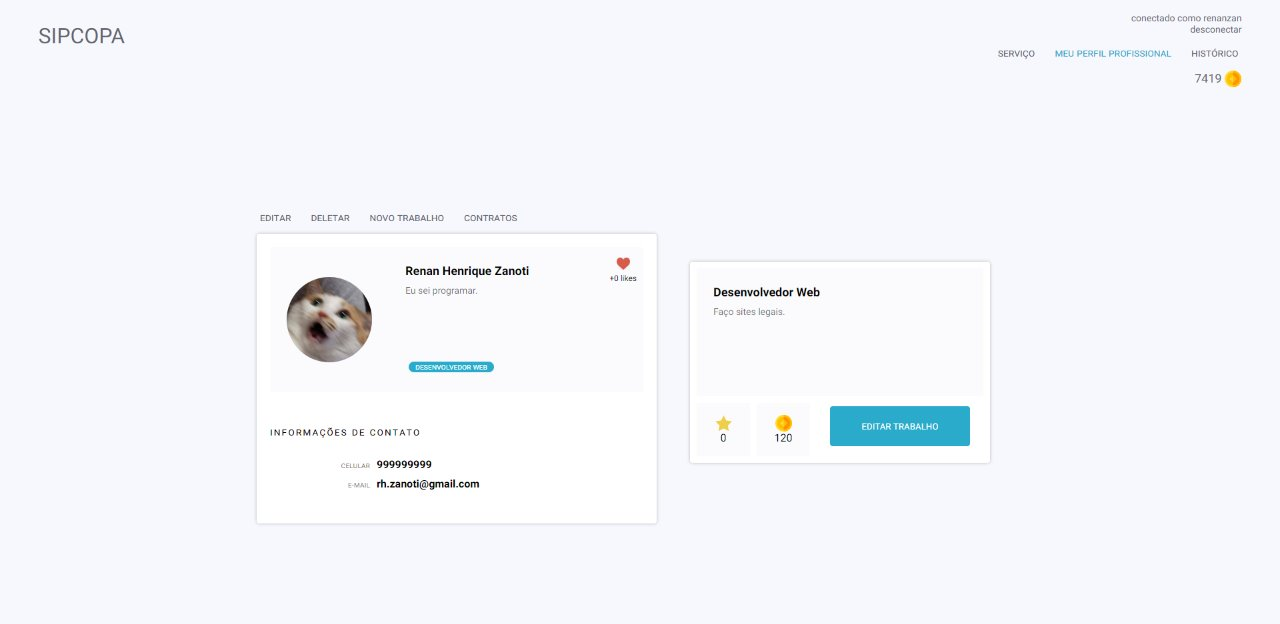 SIPCOPA
conectado como renanzan
desconectar
SERVIÇO MEU PERFIL PROFISSIONAL HISTÓRICO
7419
EDITAR DELETAR NOVO TRABALHO CONTRATOS
Renan Henrique Zanoti
Eu sei programar.
+0 likes
DESENVOLVEDOR WEB
INFORMAÇÕES DE CONTATO
CELULAR 999999999
E-MAIL rh.zanoti@gmail.com
Desenvolvedor Web
Faço sites legais.
0
120
EDITAR TRABALHO